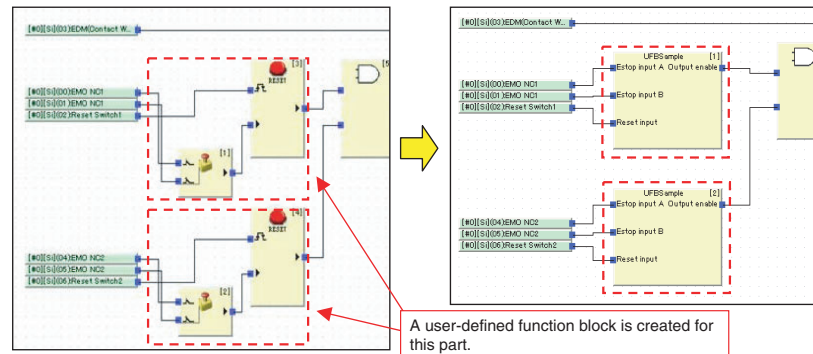 [#0][Si](03):EDM(Contact W...
[3]
RESET
[5
[#0][Si](00):EMO NC1
[#0][Si](01):EMO NC1
[#0][Si](02):Reset Switch1
[1]
[4]
RESET
[#0][Si](04):EMO NC2
[#0][Si](05):EMO NC2
[#0][Si](06):Reset Switch2
[2]
[#0][Si](03):EDM(Contact W...
UFBSample [1]
Estop input A Output enable
Estop input B
Reset input
[#0][Si](00):EMO NC1
[#0][Si](01):EMO NC1
[#0][Si](02):Reset Switch1
UFBSample [2]
Estop input A Output enable
Estop input B
Reset input
[#0][Si](04):EMO NC2
[#0][Si](05):EMO NC2
[#0][Si](06):Reset Switch2
A user-defined function block is created for
this part.